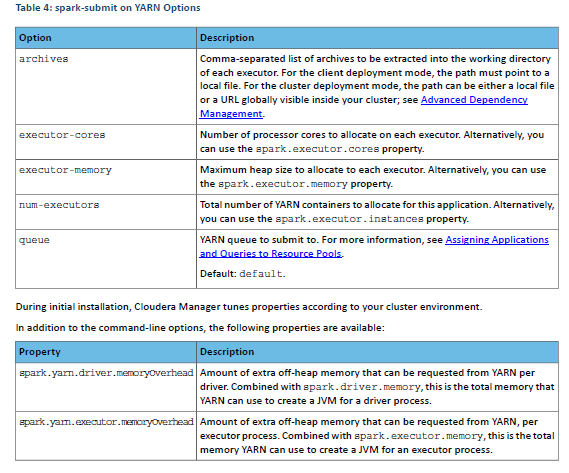 Table 4: spark-submit on YARN Options
Option Description
archives Comma-separated list of archives to be extracted into the working directory
of each executor. For the client deployment mode, the path must point to a
local file. For the cluster deployment mode, the path can be either a local file
or a URL globally visible inside your cluster; see Advanced Dependency
Management.
executor-cores Number of processor cores to allocate on each executor. Alternatively, you
can use the spark.executor.cores property.
executor-memory Maximum heap size to allocate to each executor. Alternatively, you can use
the spark.executor.memory property.
num-executors Total number of YARN containers to allocate for this application. Alternatively,
you can use the spark.executor.instances property.
queue YARN queue to submit to. For more information, see Assigning Applications
and Queries to Resource Pools.
Default: default.
During initial installation, Cloudera Manager tunes properties according to your cluster environment.
In addition to the command-line options, the following properties are available:
Property Description
spark.yarn.driver.memoryOverhead Amount of extra off-heap memory that can be requested from YARN per
driver. Combined with spark.driver.memory, this is the total memory that
YARN can use to create a JVM for a driver process.
spark.yarn.executor.memoryOverhead Amount of extra off-heap memory that can be requested from YARN, per
executor process. Combined with spark.executor.memory, this is the total
memory YARN can use to create a JVM for an executor process.